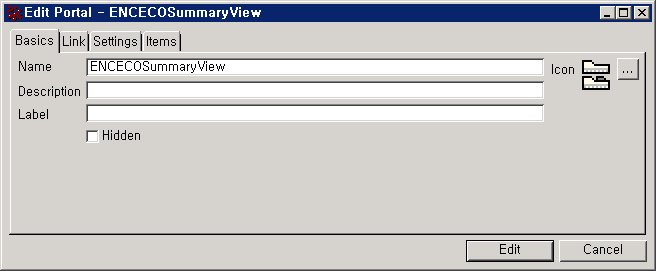 Edit Portal - ENCECOSummaryView
Basics Link Settings Items
Name ENCECOSummaryView Icon ...
Description
Label
Hidden
Edit Cancel